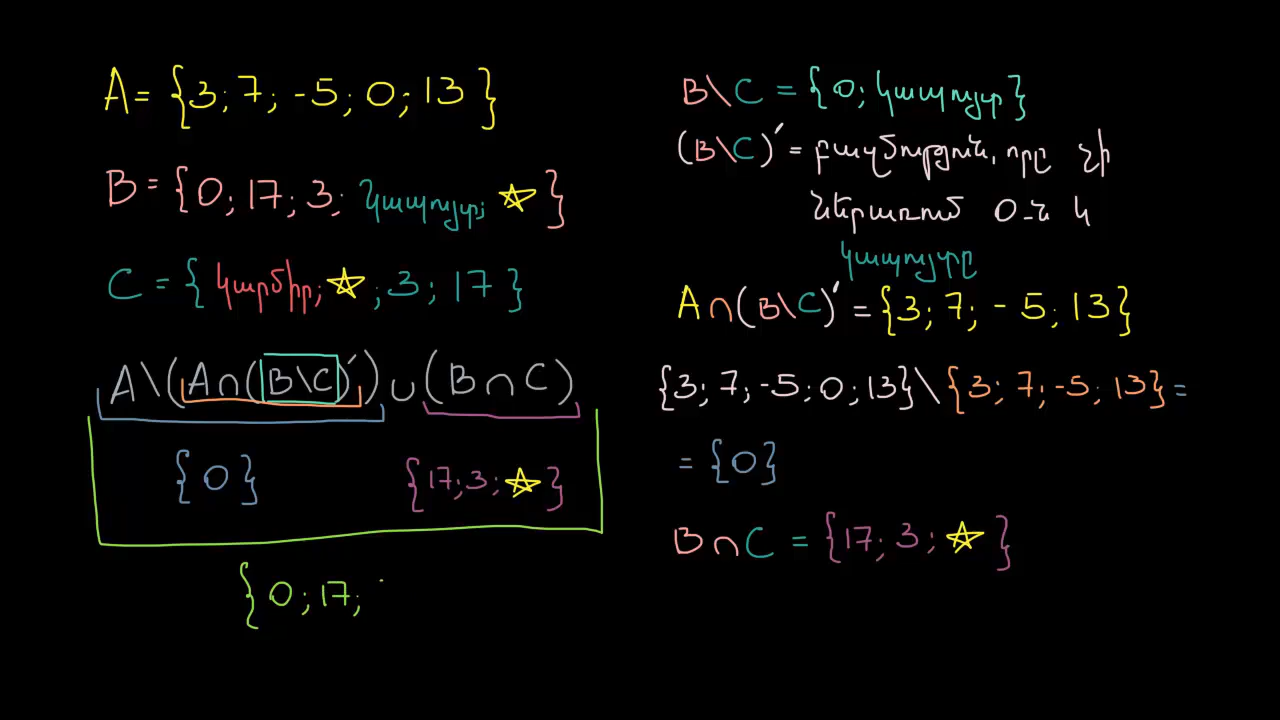 A = {3; 7; -5; 0; 13}
B = {0; 17; 3; կապույտ; ☆}
C = {կարմիր; ☆; 3; 17}
A\(A∩(B\C)′)∪(B∩C)
{0} {17; 3; ☆}
{0; 17;
B\C = {0; կապույտ}
(B\C)′ = բազմություն, որը չի
ներառում 0-ն և
կապույտը
A∩(B\C)′ = {3; 7; -5; 13}
{3; 7; -5; 0; 13}\{3; 7; -5; 13} =
= {0}
B∩C = {17; 3; ☆}